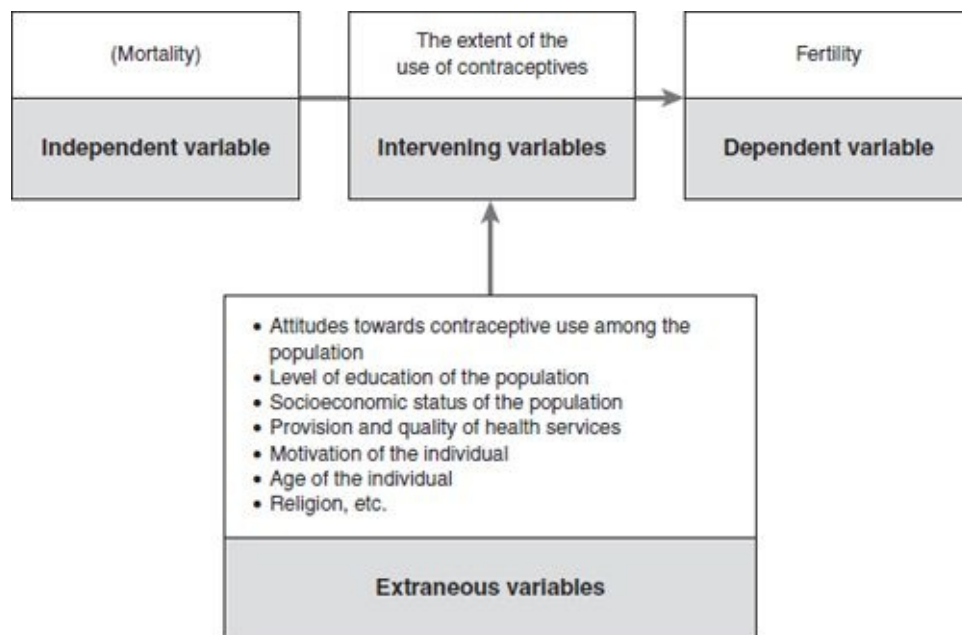 (Mortality)
The extent of the
use of contraceptives
Fertility
Independent variable
Intervening variables
Dependent variable
• Attitudes towards contraceptive use among the
population
• Level of education of the population
• Socioeconomic status of the population
• Provision and quality of health services
• Motivation of the individual
• Age of the individual
• Religion, etc.
Extraneous variables